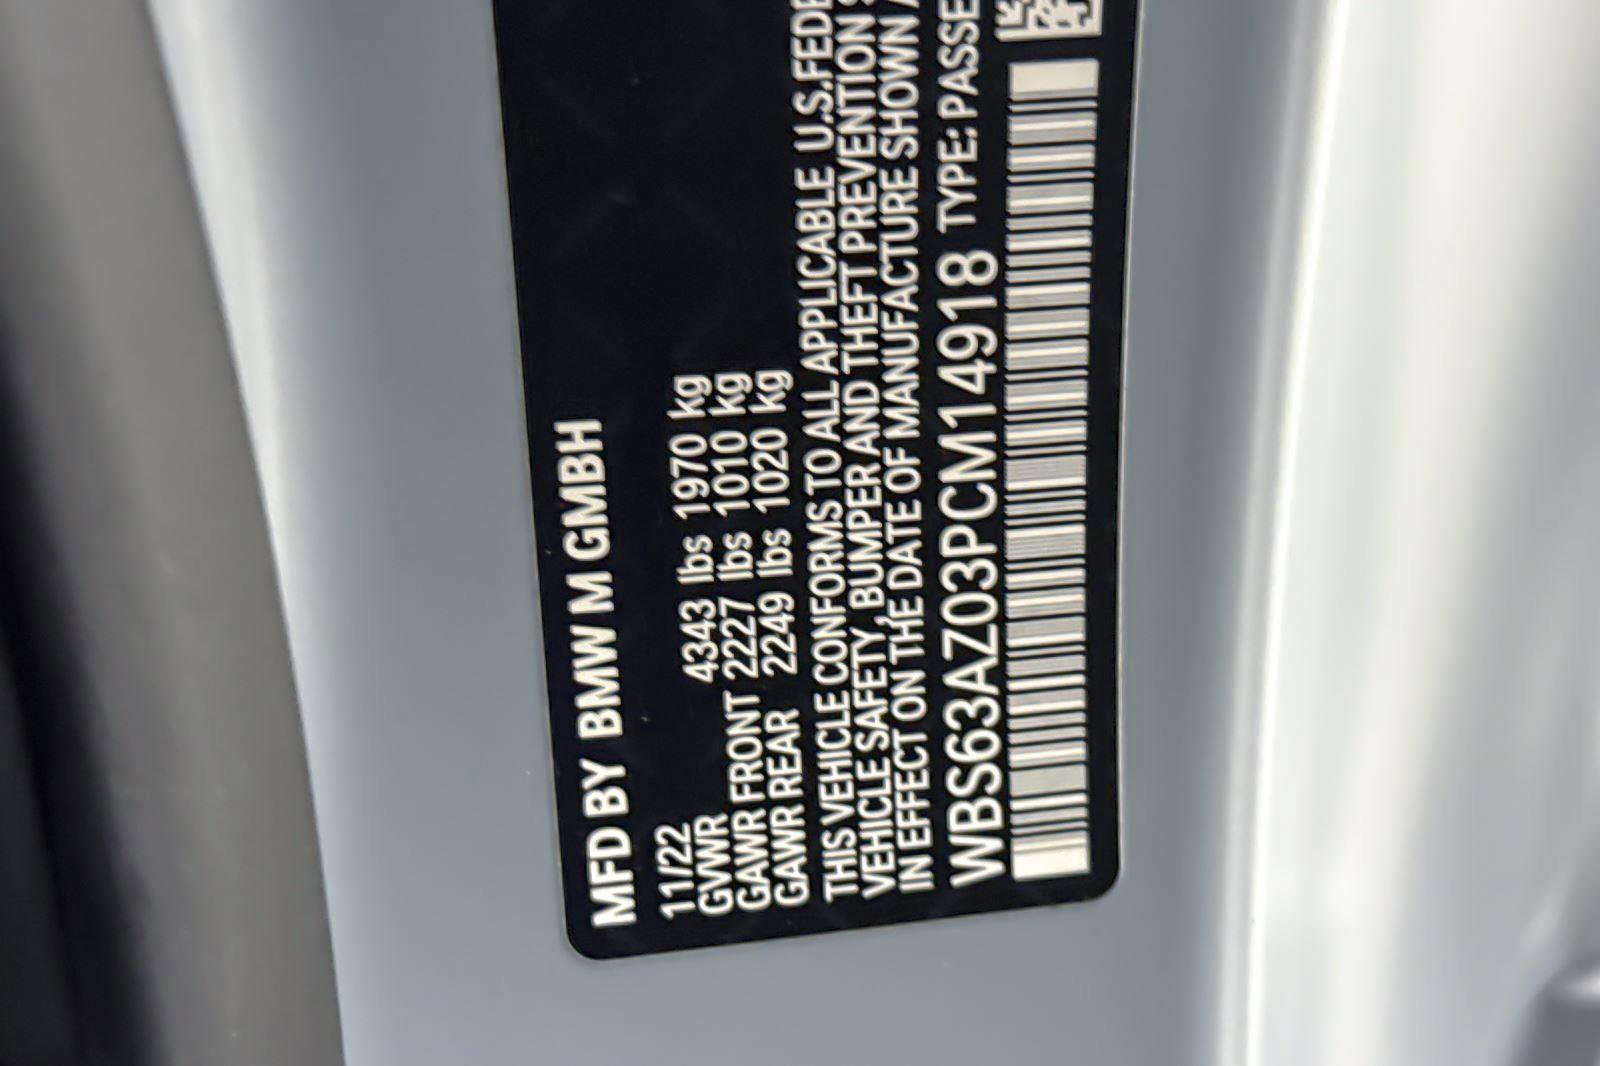 MFD BY BMW M GMBH
11/22
GVWR 4343 lbs 1970 kg
GAWR FRONT 2227 lbs 1010 kg
GAWR REAR 2249 lbs 1020 kg
THIS VEHICLE CONFORMS TO ALL APPLICABLE U.S.FEDE
VEHICLE SAFETY, BUMPER AND THEFT PREVENTION S
IN EFFECT ON THE DATE OF MANUFACTURE SHOWN A
WBS63AZ03PCM14918 TYPE: PASSE